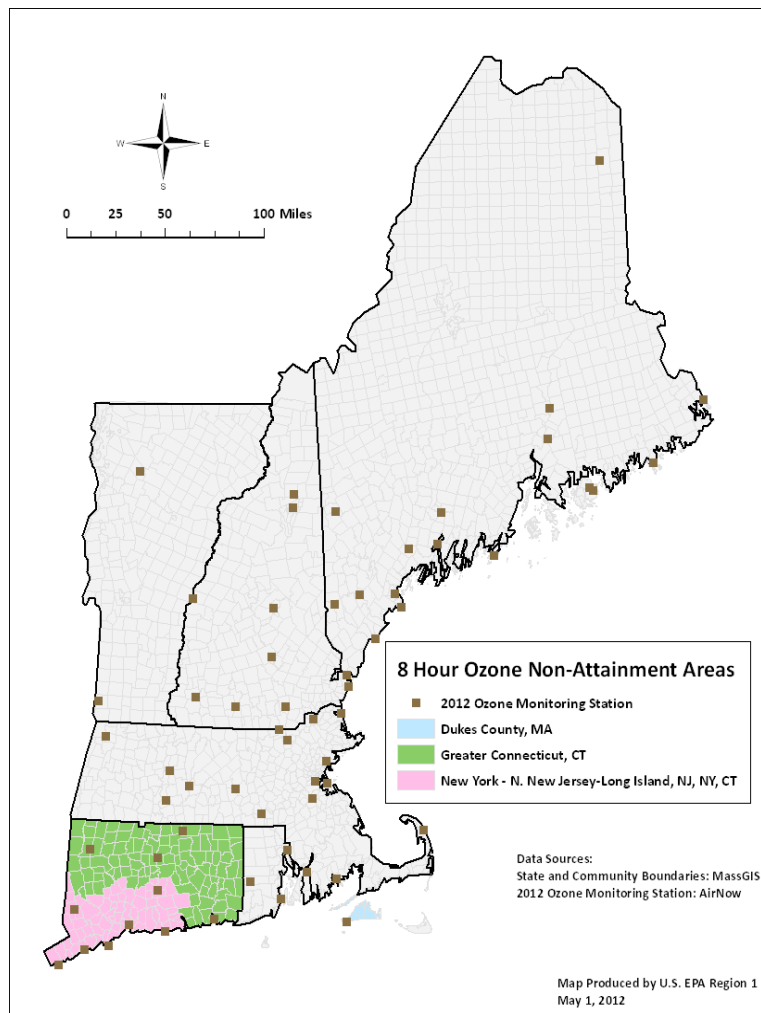 N
W E
S
0 25 50 100 Miles
8 Hour Ozone Non-Attainment Areas
2012 Ozone Monitoring Station
Dukes County, MA
Greater Connecticut, CT
New York - N. New Jersey-Long Island, NJ, NY, CT
Data Sources:
State and Community Boundaries: MassGIS
2012 Ozone Monitoring Station: AirNow
Map Produced by U.S. EPA Region 1
May 1, 2012